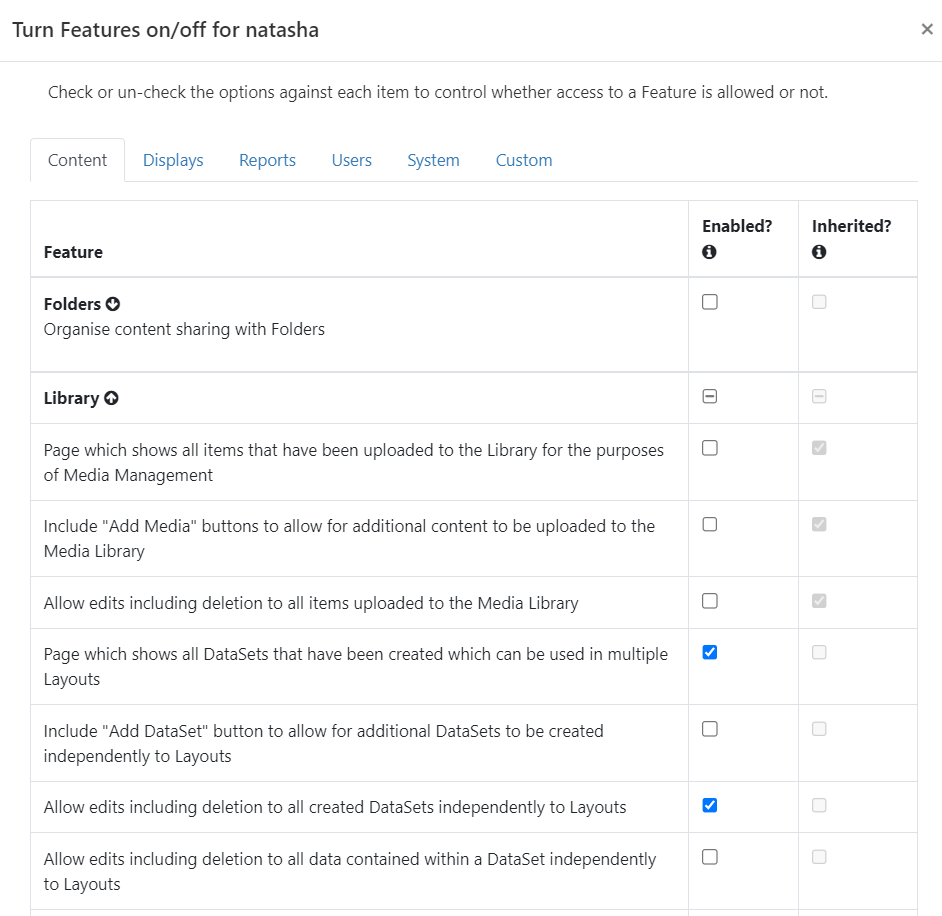 Turn Features on/off for natasha
×
Check or un-check the options against each item to control whether access to a Feature is allowed or not.
Content Displays Reports Users System Custom
Feature Enabled? Inherited?
Folders
Organise content sharing with Folders
Library
Page which shows all items that have been uploaded to the Library for the purposes
of Media Management
Include "Add Media" buttons to allow for additional content to be uploaded to the
Media Library
Allow edits including deletion to all items uploaded to the Media Library
Page which shows all DataSets that have been created which can be used in multiple
Layouts
Include "Add DataSet" button to allow for additional DataSets to be created
independently to Layouts
Allow edits including deletion to all created DataSets independently to Layouts
Allow edits including deletion to all data contained within a DataSet independently
to Layouts